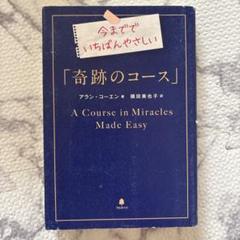 今までで
いちばんやさしい
「奇跡のコース」
アラン・コーエン 著　積田美也子 訳
A Course in Miracles
Made Easy